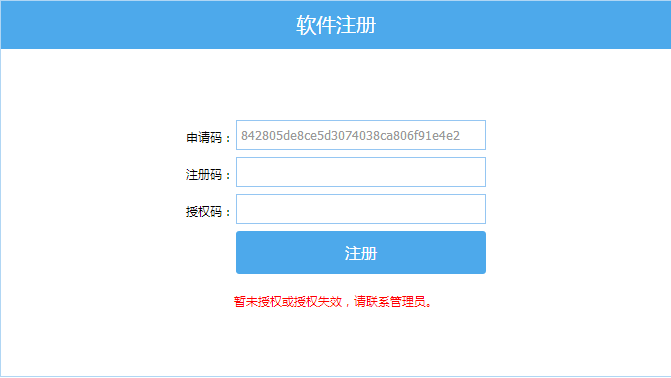 软件注册
申请码：842805de8ce5d3074038ca806f91e4e2
注册码：
授权码：
注册
暂未授权或授权失效，请联系管理员。